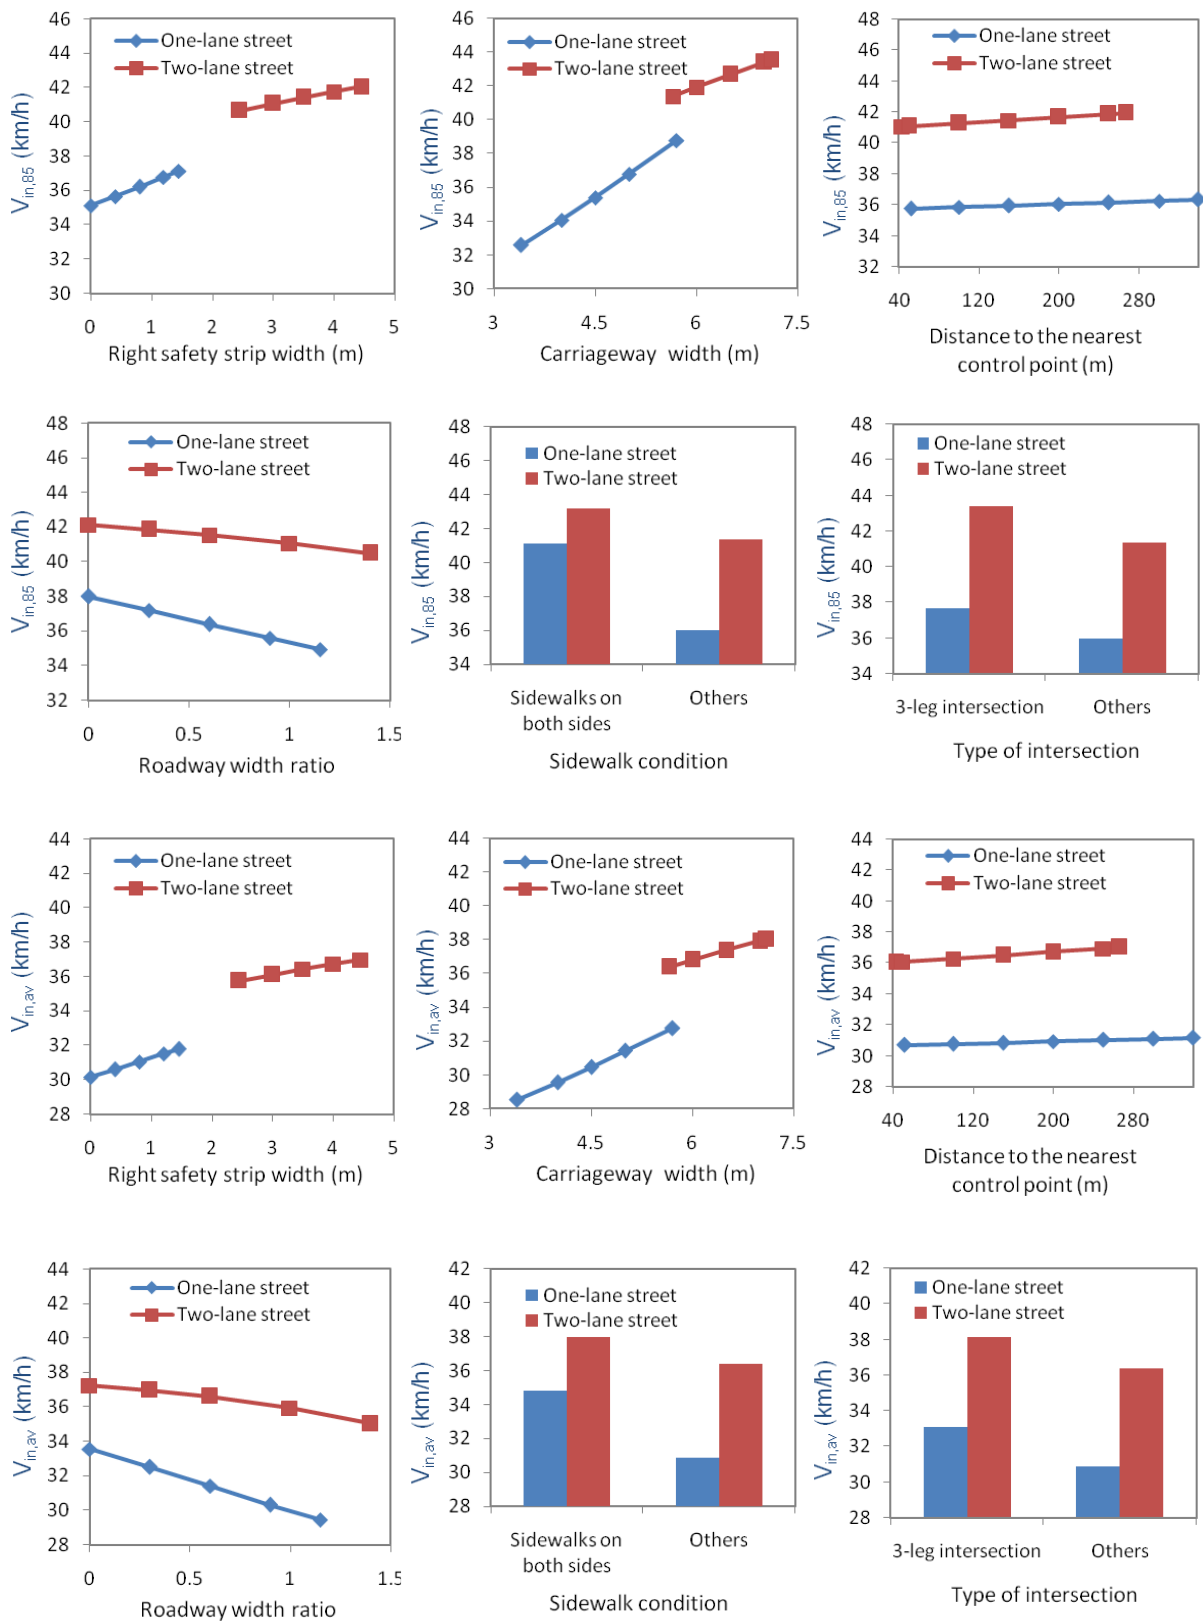 46
44
42
40
38
36
34
32
30
0
1
2
3
4
5
V_in,85 (km/h)
Right safety strip width (m)
One-lane street
Two-lane street
46
44
42
40
38
36
34
32
30
3
4.5
6
7.5
V_in,85 (km/h)
Carriageway width (m)
One-lane street
Two-lane street
48
46
44
42
40
38
36
34
32
40
120
200
280
V_in,85 (km/h)
Distance to the nearest
control point (m)
One-lane street
Two-lane street
48
46
44
42
40
38
36
34
32
0
0.5
1
1.5
V_in,85 (km/h)
Roadway width ratio
One-lane street
Two-lane street
48
46
44
42
40
38
36
34
V_in,85 (km/h)
One-lane street
Two-lane street
Sidewalks on
both sides
Others
Sidewalk condition
48
46
44
42
40
38
36
34
V_in,85 (km/h)
One-lane street
Two-lane street
3-leg intersection
Others
Type of intersection
44
42
40
38
36
34
32
30
28
0
1
2
3
4
5
V_in,av (km/h)
Right safety strip width (m)
One-lane street
Two-lane street
44
42
40
38
36
34
32
30
28
3
4.5
6
7.5
V_in,av (km/h)
Carriageway width (m)
One-lane street
Two-lane street
44
42
40
38
36
34
32
30
28
40
120
200
280
V_in,av (km/h)
Distance to the nearest
control point (m)
One-lane street
Two-lane street
44
42
40
38
36
34
32
30
28
0
0.5
1
1.5
V_in,av (km/h)
Roadway width ratio
One-lane street
Two-lane street
42
40
38
36
34
32
30
28
V_in,av (km/h)
One-lane street
Two-lane street
Sidewalks on
both sides
Others
Sidewalk condition
42
40
38
36
34
32
30
28
V_in,av (km/h)
One-lane street
Two-lane street
3-leg intersection
Others
Type of intersection